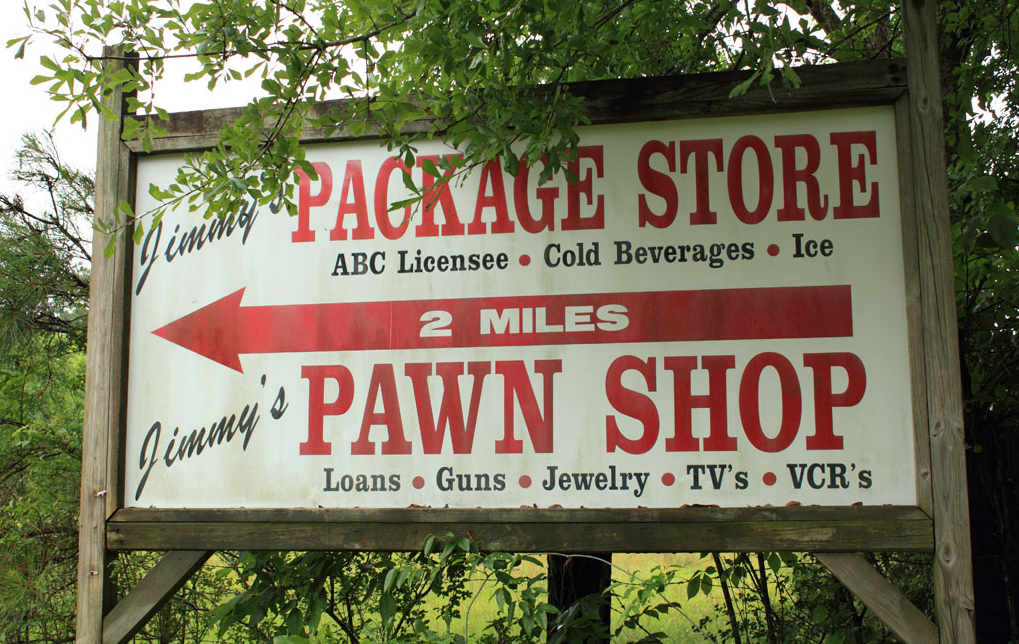 Jimmy's PACKAGE STORE
ABC Licensee • Cold Beverages • Ice
2 MILES
Jimmy's PAWN SHOP
Loans • Guns • Jewelry • TV's • VCR's